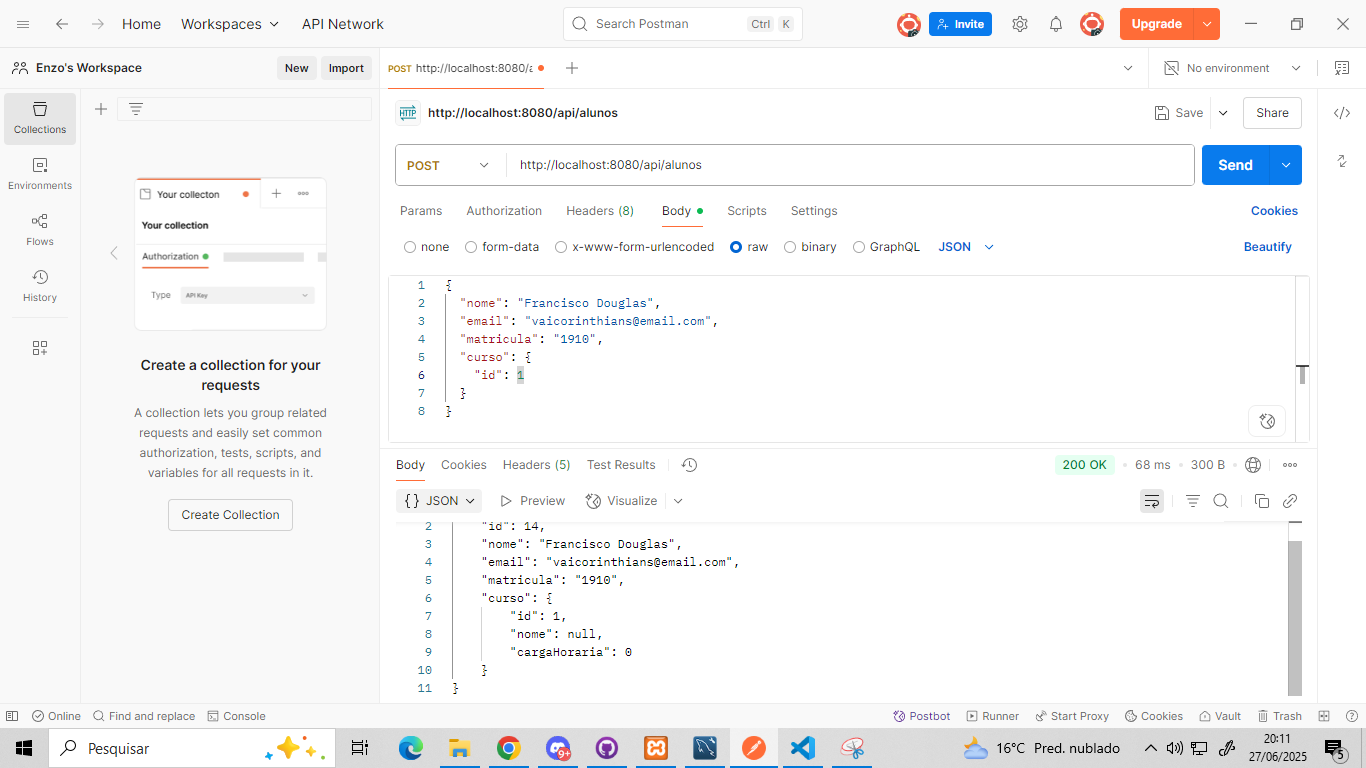 Home
Workspaces
API Network
Search Postman
Ctrl
K
Invite
Upgrade
Enzo's Workspace
New
Import
POST http://localhost:8080/a
No environment
Collections
Environments
Flows
History
Your collecton
Your collection
Authorization
Type
API Key
Create a collection for your
requests
A collection lets you group related
requests and easily set common
authorization, tests, scripts, and
variables for all requests in it.
Create Collection
HTTP
http://localhost:8080/api/alunos
Save
Share
POST
http://localhost:8080/api/alunos
Send
Params
Authorization
Headers (8)
Body
Scripts
Settings
Cookies
none
form-data
x-www-form-urlencoded
raw
binary
GraphQL
JSON
Beautify
1 {
2 "nome": "Francisco Douglas",
3 "email": "vaicorinthians@email.com",
4 "matricula": "1910",
5 "curso": {
6 "id": 1
7 }
8 }
Body
Cookies
Headers (5)
Test Results
200 OK
68 ms
300 B
{} JSON
Preview
Visualize
2 "id": 14,
3 "nome": "Francisco Douglas",
4 "email": "vaicorinthians@email.com",
5 "matricula": "1910",
6 "curso": {
7 "id": 1,
8 "nome": null,
9 "cargaHoraria": 0
10 }
11 }
Online
Find and replace
Console
Postbot
Runner
Start Proxy
Cookies
Vault
Trash
Pesquisar
9+
16°C Pred. nublado
20:11
27/06/2025
5